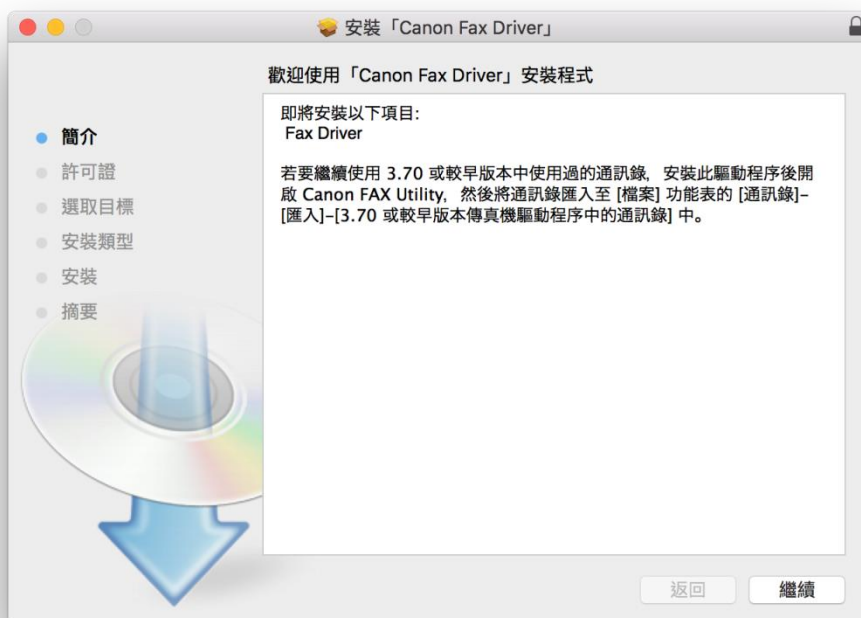 安裝「Canon Fax Driver」
歡迎使用「Canon Fax Driver」安裝程式
簡介
許可證
選取目標
安裝類型
安裝
摘要
即將安裝以下項目:
Fax Driver
若要繼續使用 3.70 或較早版本中使用過的通訊錄，安裝此驅動程序後開
啟 Canon FAX Utility，然後將通訊錄匯入至 [檔案] 功能表的 [通訊錄]–
[匯入]–[3.70 或較早版本傳真機驅動程序中的通訊錄] 中。
返回
繼續